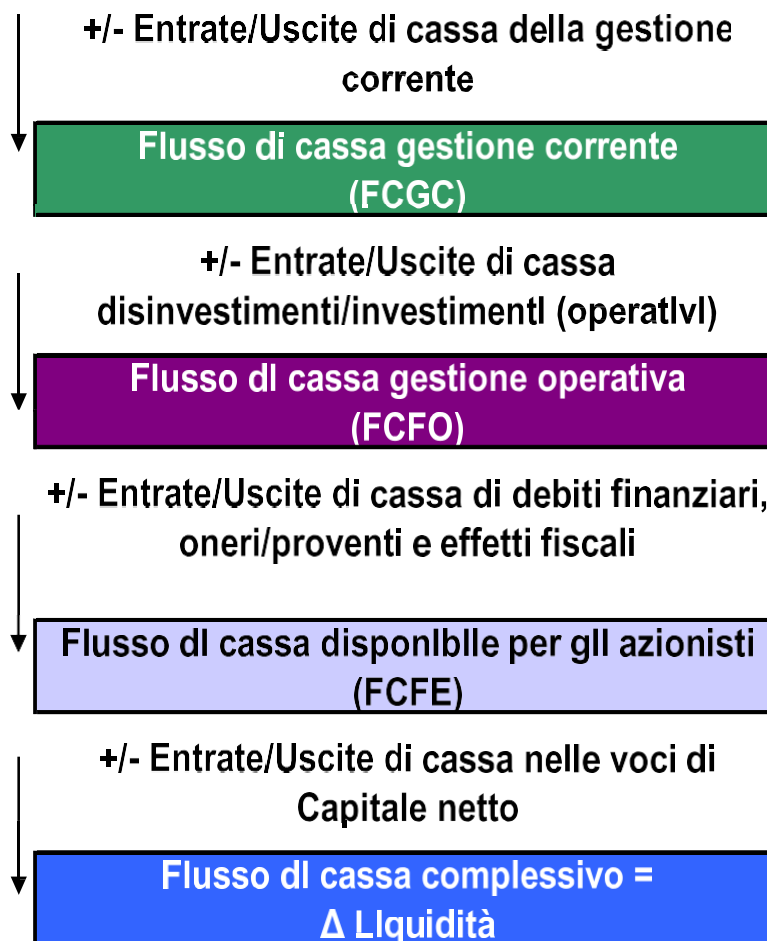 +/- Entrate/Uscite di cassa della gestione
corrente
Flusso di cassa gestione corrente
(FCGC)
+/- Entrate/Uscite di cassa
disinvestimenti/investimentI (operatIvI)
Flusso dI cassa gestione operativa
(FCFO)
+/- Entrate/Uscite di cassa di debiti finanziari,
oneri/proventi e effetti fiscali
Flusso dI cassa disponIbIle per glI azionisti
(FCFE)
+/- Entrate/Uscite di cassa nelle voci di
Capitale netto
Flusso dI cassa complessivo =
Δ LIquidità